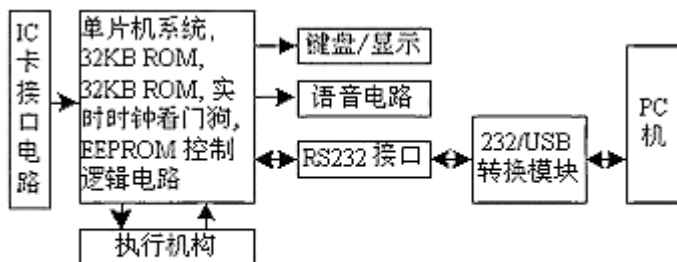 IC
卡
接
口
电
路
单片机系统,
32KB ROM,
32KB ROM, 实
时时钟看门狗,
EEPROM 控制
逻辑电路
键盘/显示
语音电路
RS232 接口
执行机构
232/USB
转换模块
PC
机